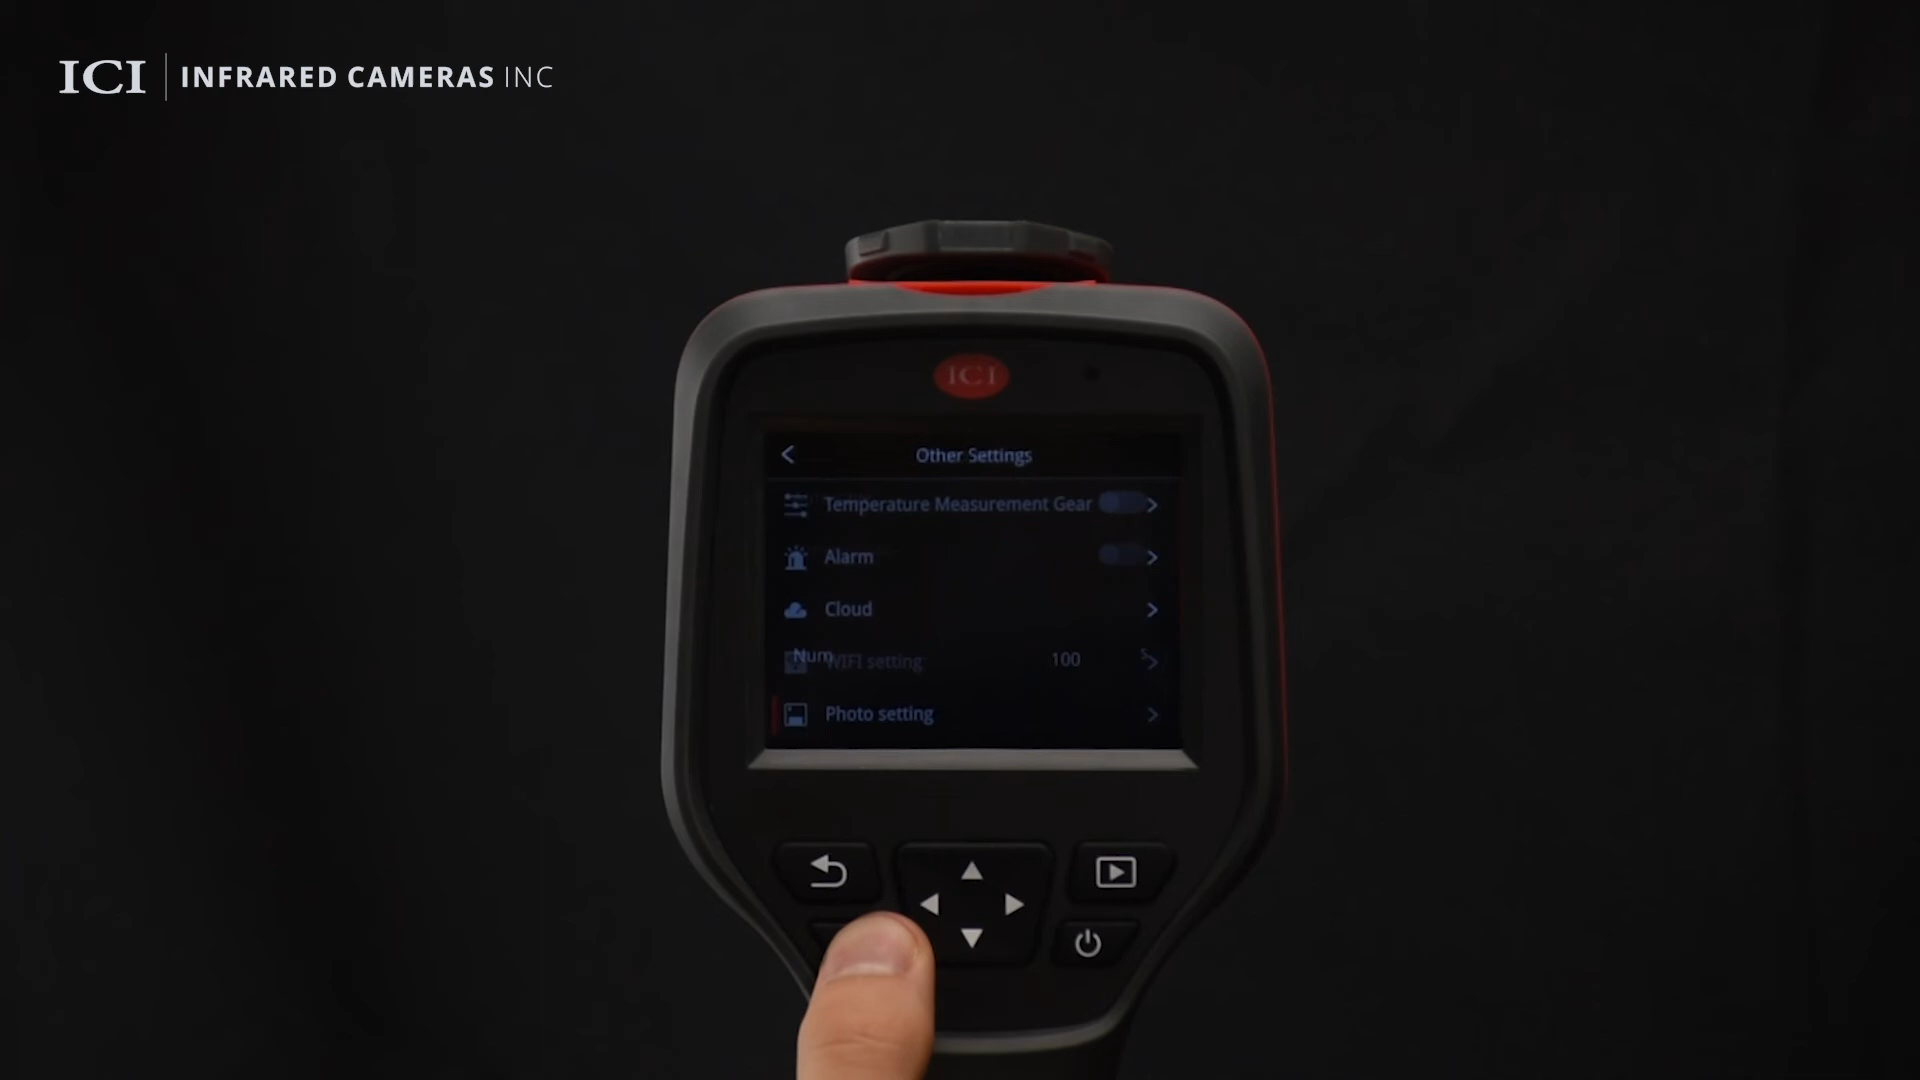 ICI INFRARED CAMERAS INC
ICI
Other Settings
Temperature Measurement Gear
Alarm
Cloud
Num
WIFI setting 100
Photo setting